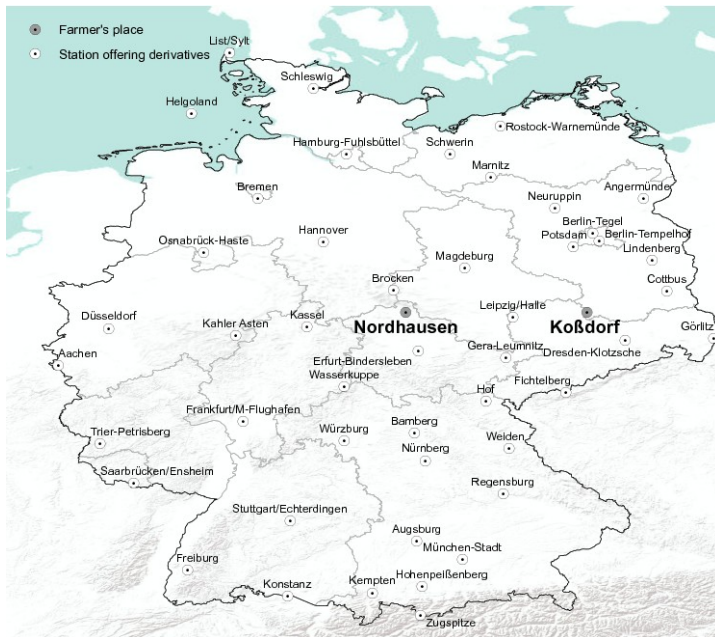 Farmer's place
Station offering derivatives
List/Sylt
Schleswig
Helgoland
Rostock-Warnemünde
Hamburg-Fuhlsbüttel
Schwerin
Marnitz
Bremen
Neuruppin
Angermünde
Berlin-Tegel
Hannover
Osnabrück-Haste
Potsdam
Berlin-Tempelhof
Magdeburg
Lindenberg
Brocken
Cottbus
Leipzig/Halle
Düsseldorf
Kassel
Kahler Asten
Nordhausen
Koßdorf
Görlitz
Gera-Leumnitz
Dresden-Klotzsche
Aachen
Erfurt-Bindersleben
Wasserkuppe
Fichtelberg
Hof
Frankfurt/M-Flughafen
Bamberg
Trier-Petrisberg
Würzburg
Weiden
Nürnberg
Saarbrücken/Ensheim
Regensburg
Stuttgart/Echterdingen
Augsburg
München-Stadt
Freiburg
Hohenpeißenberg
Kempten
Konstanz
Zugspitze